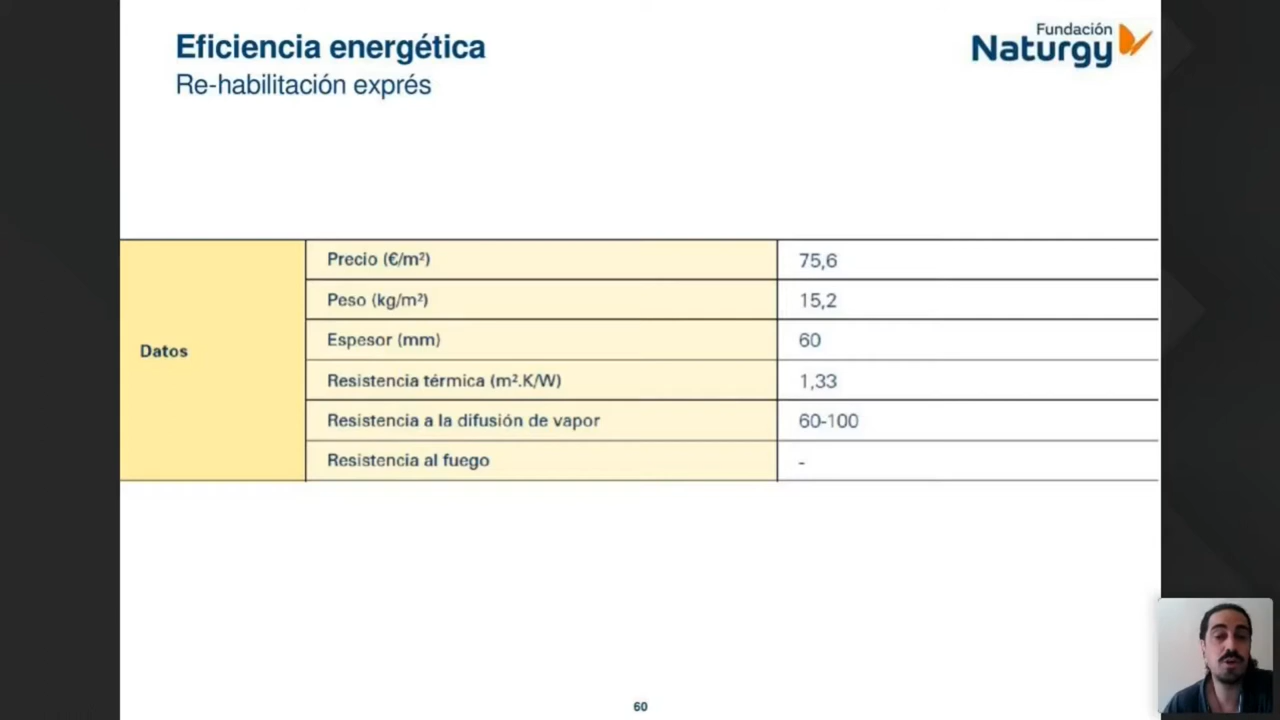 Eficiencia energética
Re-habilitación exprés
Fundación
Naturgy
Datos
Precio (€/m²) 75,6
Peso (kg/m²) 15,2
Espesor (mm) 60
Resistencia térmica (m².K/W) 1,33
Resistencia a la difusión de vapor 60-100
Resistencia al fuego -
60